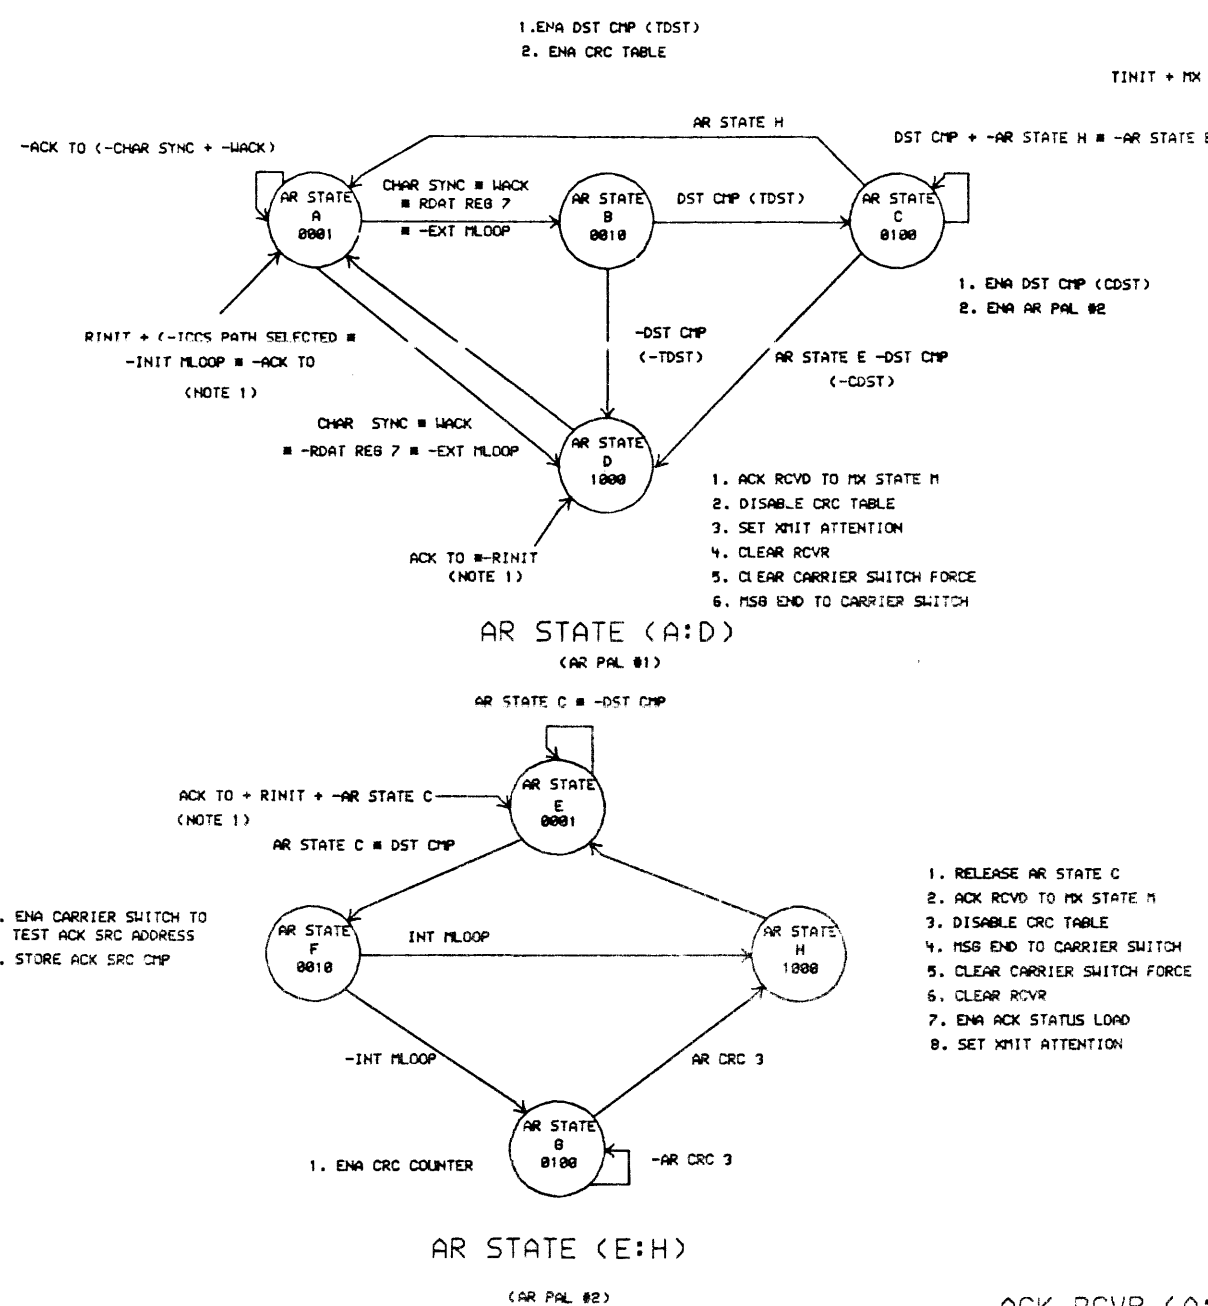 1.ENA DST CMP (TDST)
2. ENA CRC TABLE
TINIT + MX
AR STATE H
-ACK TO (-CHAR SYNC + -WACK)
DST CMP + -AR STATE H * -AR STATE E
AR STATE
A
0001
CHAR SYNC * WACK
* RDAT REG 7
* -EXT MLOOP
AR STATE
B
0010
DST CMP (TDST)
AR STATE
C
0100
1. ENA DST CMP (CDST)
2. ENA AR PAL #2
RINIT + (-ICCS PATH SELECTED *
-INIT MLOOP * -ACK TO
(NOTE 1)
-DST CMP
(-TDST)
AR STATE E -DST CMP
(-CDST)
CHAR SYNC * WACK
* -RDAT REG 7 * -EXT MLOOP
AR STATE
D
1000
ACK TO *-RINIT
(NOTE 1)
1. ACK RCVD TO MX STATE M
2. DISABLE CRC TABLE
3. SET XMIT ATTENTION
4. CLEAR RCVR
5. CLEAR CARRIER SWITCH FORCE
6. MSG END TO CARRIER SWITCH
AR STATE (A:D)
(AR PAL #1)
AR STATE C * -DST CMP
AR STATE
E
0001
ACK TO + RINIT + -AR STATE C
(NOTE 1)
AR STATE C * DST CMP
. ENA CARRIER SWITCH TO
TEST ACK SRC ADDRESS
. STORE ACK SRC CMP
AR STATE
F
0010
INT MLOOP
AR STATE
H
1000
1. RELEASE AR STATE C
2. ACK RCVD TO MX STATE M
3. DISABLE CRC TABLE
4. MSG END TO CARRIER SWITCH
5. CLEAR CARRIER SWITCH FORCE
6. CLEAR RCVR
7. ENA ACK STATUS LOAD
8. SET XMIT ATTENTION
-INT MLOOP
AR CRC 3
AR STATE
G
0100
1. ENA CRC COUNTER
-AR CRC 3
AR STATE (E:H)
(AR PAL #2)
ACK RCVR (A: